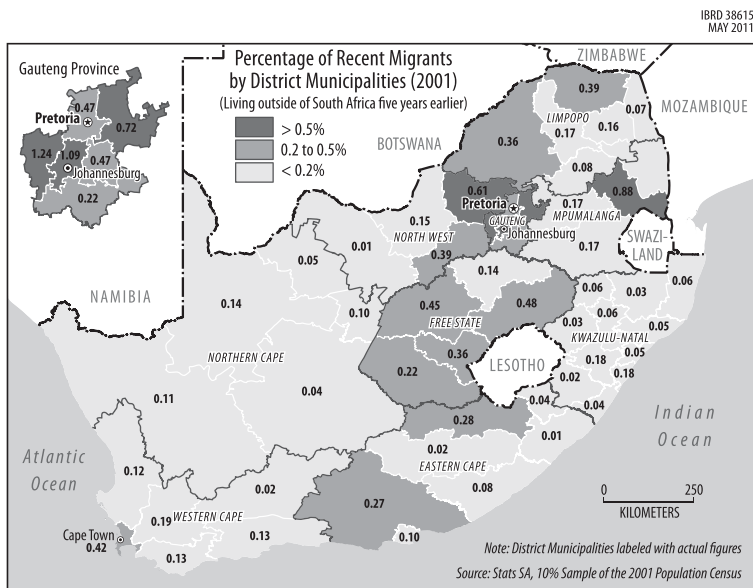 IBRD 38615
MAY 2011
Gauteng Province
0.47
Pretoria
0.72
1.24
1.09
0.47
Johannesburg
0.22
Percentage of Recent Migrants
by District Municipalities (2001)
(Living outside of South Africa five years earlier)
> 0.5%
0.2 to 0.5%
< 0.2%
ZIMBABWE
MOZAMBIQUE
BOTSWANA
NAMIBIA
0.39
0.07
LIMPOPO
0.36
0.17
0.16
0.08
0.61
0.88
Pretoria
0.17
MPUMALANGA
GAUTENG
Johannesburg
0.15
NORTH WEST
0.01
0.05
0.39
0.17
SWAZI-
LAND
0.14
0.14
0.10
0.45
0.48
FREE STATE
0.06
0.03
0.06
0.06
0.03
0.05
KWAZULU-NATAL
0.18
0.05
0.18
0.02
0.36
LESOTHO
0.22
NORTHERN CAPE
0.04
0.11
0.04
0.04
0.28
0.01
0.02
EASTERN CAPE
0.08
Indian
Ocean
Atlantic
Ocean
0.12
0.02
0.19
WESTERN CAPE
0.27
0.13
0.10
0.13
Cape Town
0.42
0 250
KILOMETERS
Note: District Municipalities labeled with actual figures
Source: Stats SA, 10% Sample of the 2001 Population Census